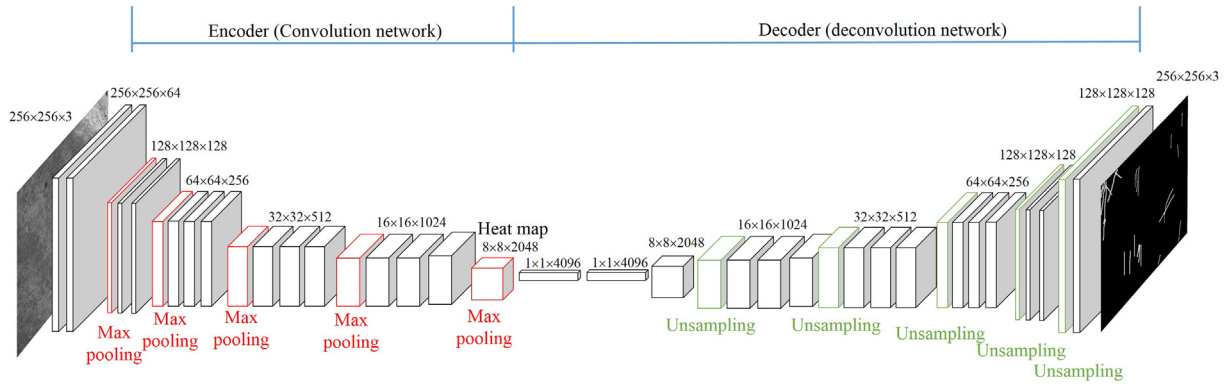 Encoder (Convolution network)
Decoder (deconvolution network)
256×256×3
256×256×64
128×128×128
64×64×256
32×32×512
16×16×1024
Heat map
8×8×2048
1×1×4096
1×1×4096
8×8×2048
16×16×1024
32×32×512
64×64×256
128×128×128
128×128×128
256×256×3
Max
pooling
Max
pooling
Max
pooling
Max
pooling
Max
pooling
Unsampling
Unsampling
Unsampling
Unsampling
Unsampling